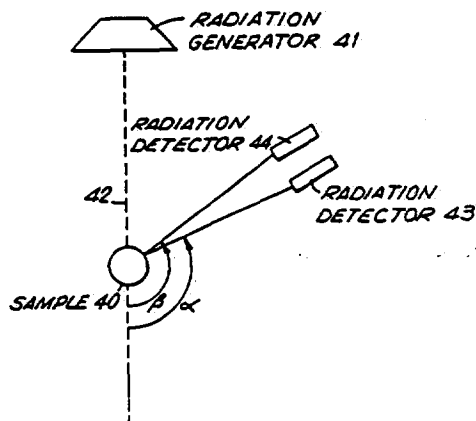 RADIATION
GENERATOR 41
RADIATION
DETECTOR 44
RADIATION
DETECTOR 43
42
SAMPLE 40
β
α